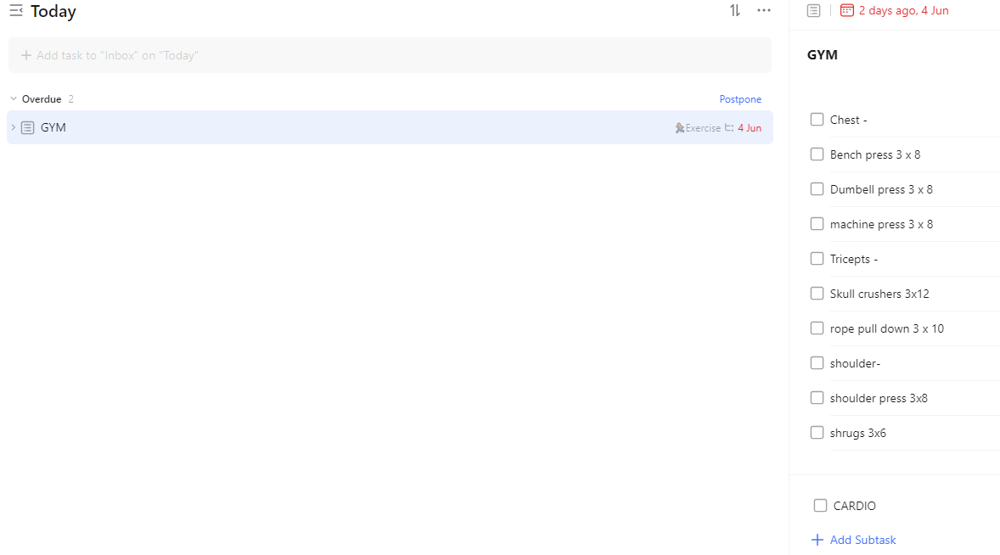 Today
Add task to "Inbox" on "Today"
Overdue 2
Postpone
GYM
Exercise
4 Jun
2 days ago, 4 Jun
GYM
Chest -
Bench press 3 x 8
Dumbell press 3 x 8
machine press 3 x 8
Tricepts -
Skull crushers 3x12
rope pull down 3 x 10
shoulder-
shoulder press 3x8
shrugs 3x6
CARDIO
Add Subtask